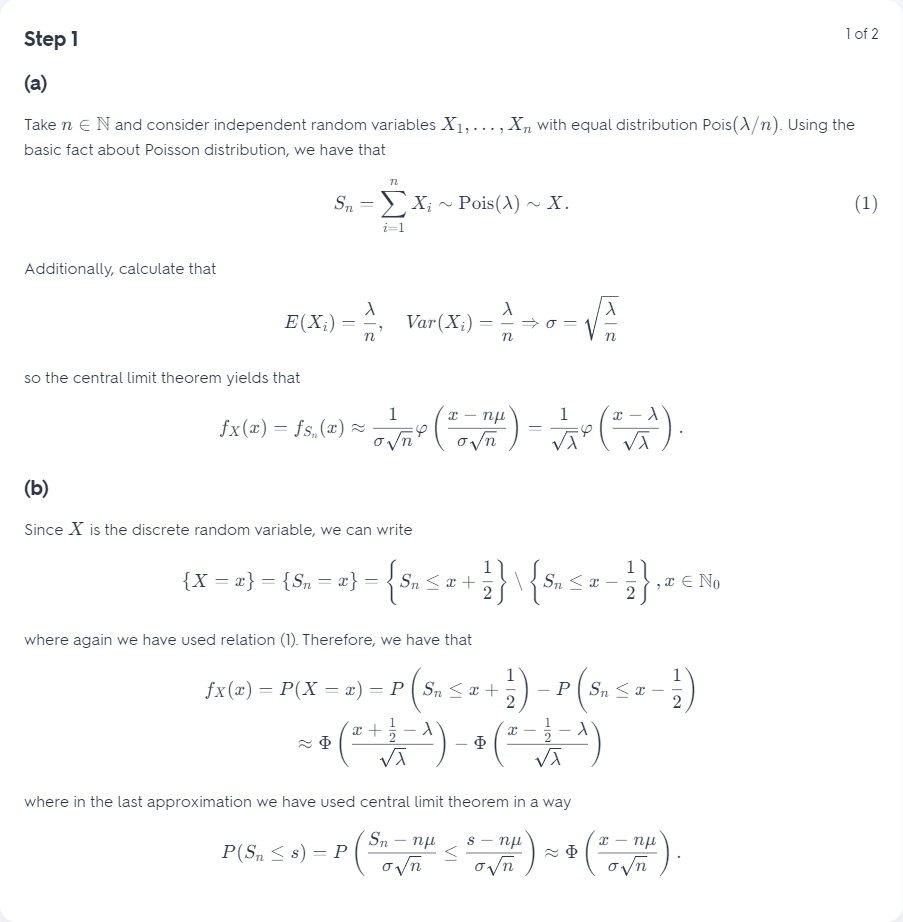 Step 1
1 of 2
(a)
Take $n \in \mathbb{N}$ and consider independent random variables $X_1, \ldots, X_n$ with equal distribution Pois$(\lambda/n)$. Using the
basic fact about Poisson distribution, we have that
$$S_n = \sum_{i=1}^{n} X_i \sim \text{Pois}(\lambda) \sim X. \quad (1)$$
Additionally, calculate that
$$E(X_i) = \frac{\lambda}{n}, \quad Var(X_i) = \frac{\lambda}{n} \Rightarrow \sigma = \sqrt{\frac{\lambda}{n}}$$
so the central limit theorem yields that
$$f_X(x) = f_{S_n}(x) \approx \frac{1}{\sigma\sqrt{n}} \varphi \left( \frac{x - n\mu}{\sigma\sqrt{n}} \right) = \frac{1}{\sqrt{\lambda}} \varphi \left( \frac{x - \lambda}{\sqrt{\lambda}} \right).$$
(b)
Since $X$ is the discrete random variable, we can write
$$\{X = x\} = \{S_n = x\} = \left\{ S_n \leq x + \frac{1}{2} \right\} \setminus \left\{ S_n \leq x - \frac{1}{2} \right\}, x \in \mathbb{N}_0$$
where again we have used relation (1). Therefore, we have that
$$f_X(x) = P(X = x) = P \left( S_n \leq x + \frac{1}{2} \right) - P \left( S_n \leq x - \frac{1}{2} \right)$$
$$\approx \Phi \left( \frac{x + \frac{1}{2} - \lambda}{\sqrt{\lambda}} \right) - \Phi \left( \frac{x - \frac{1}{2} - \lambda}{\sqrt{\lambda}} \right)$$
where in the last approximation we have used central limit theorem in a way
$$P(S_n \leq s) = P \left( \frac{S_n - n\mu}{\sigma\sqrt{n}} \leq \frac{s - n\mu}{\sigma\sqrt{n}} \right) \approx \Phi \left( \frac{x - n\mu}{\sigma\sqrt{n}} \right).$$